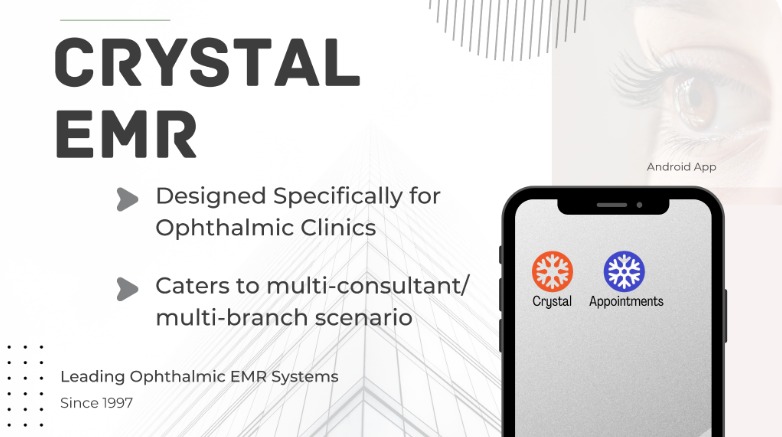 CRYSTAL
EMR
Android App
Designed Specifically for
Ophthalmic Clinics
Caters to multi-consultant/
multi-branch scenario
Crystal
Appointments
Leading Ophthalmic EMR Systems
Since 1997